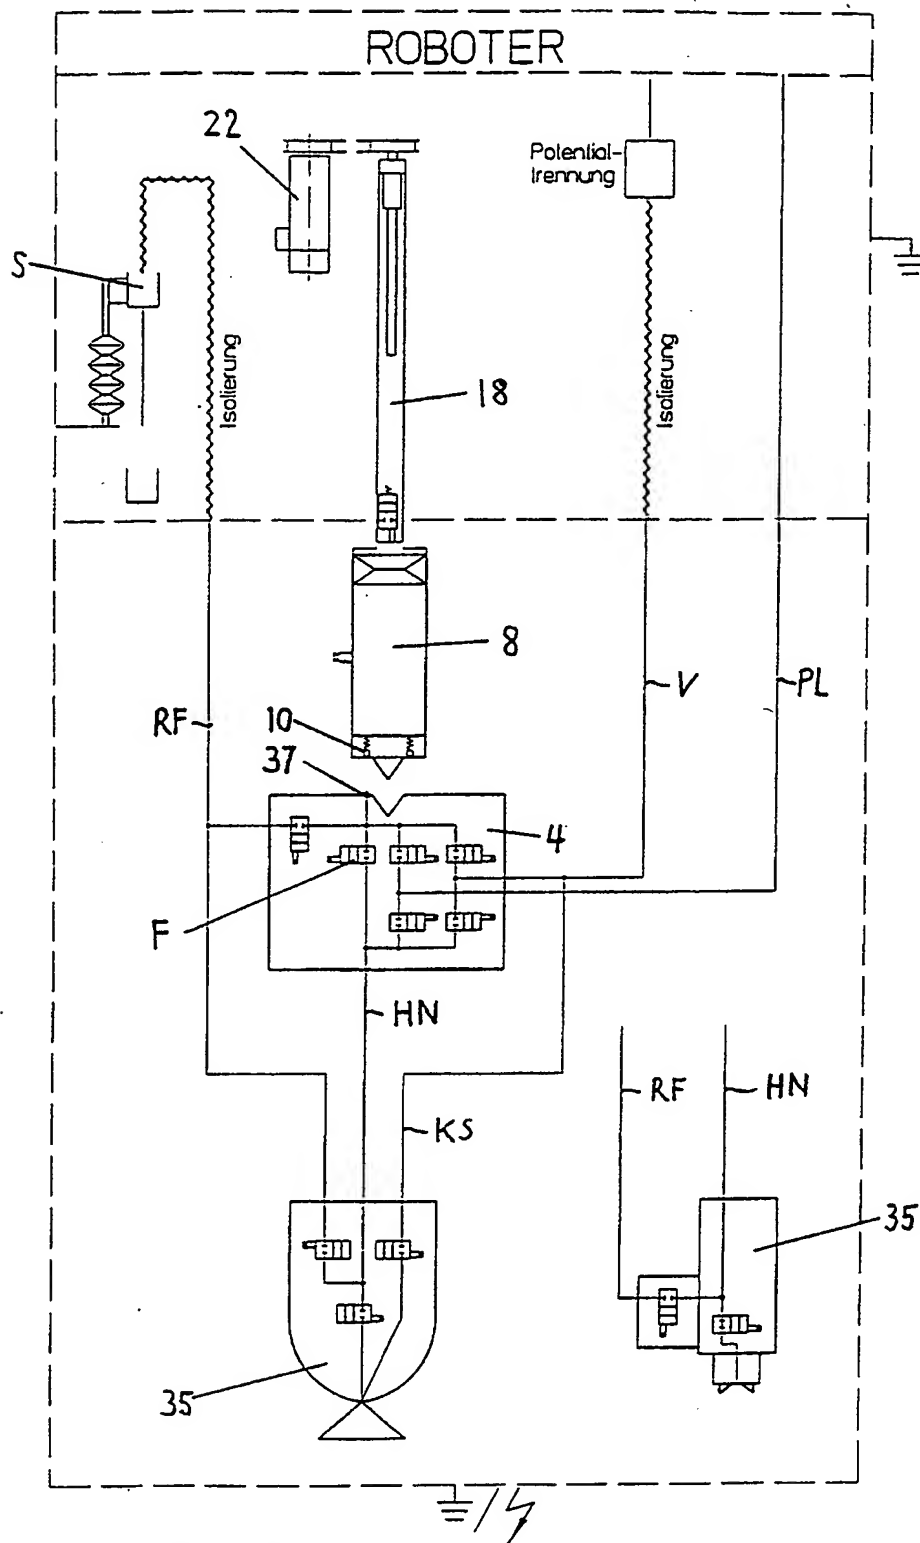 ROBOTER
22
Potential-
trennung
S
Isolierung
Isolierung
18
8
V
PL
RF
10
37
4
F
HN
RF
HN
KS
35
35